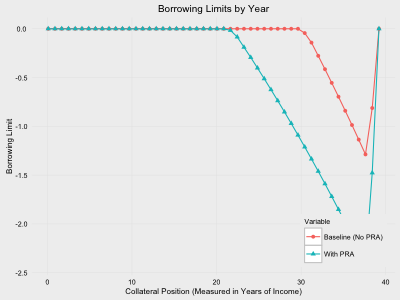 Borrowing Limits by Year
0.0
-0.5
-1.0
-1.5
-2.0
-2.5
Borrowing Limit
Variable
Baseline (No PRA)
With PRA
0 10 20 30 40
Collateral Position (Measured in Years of Income)